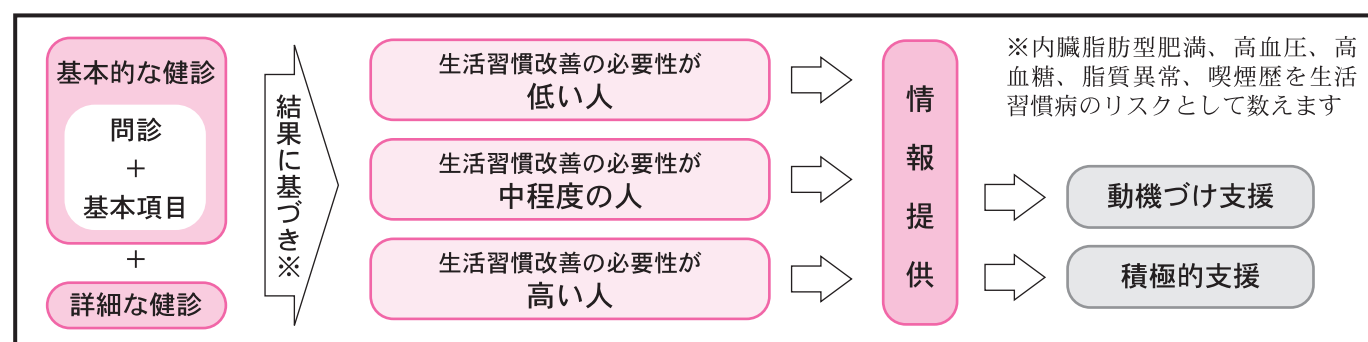 基本的な健診
問診
+
基本項目
+
詳細な健診
結果に基づき※
生活習慣改善の必要性が
低い人
生活習慣改善の必要性が
中程度の人
生活習慣改善の必要性が
高い人
情報提供
※内臓脂肪型肥満、高血圧、高
血糖、脂質異常、喫煙歴を生活
習慣病のリスクとして数えます
動機づけ支援
積極的支援